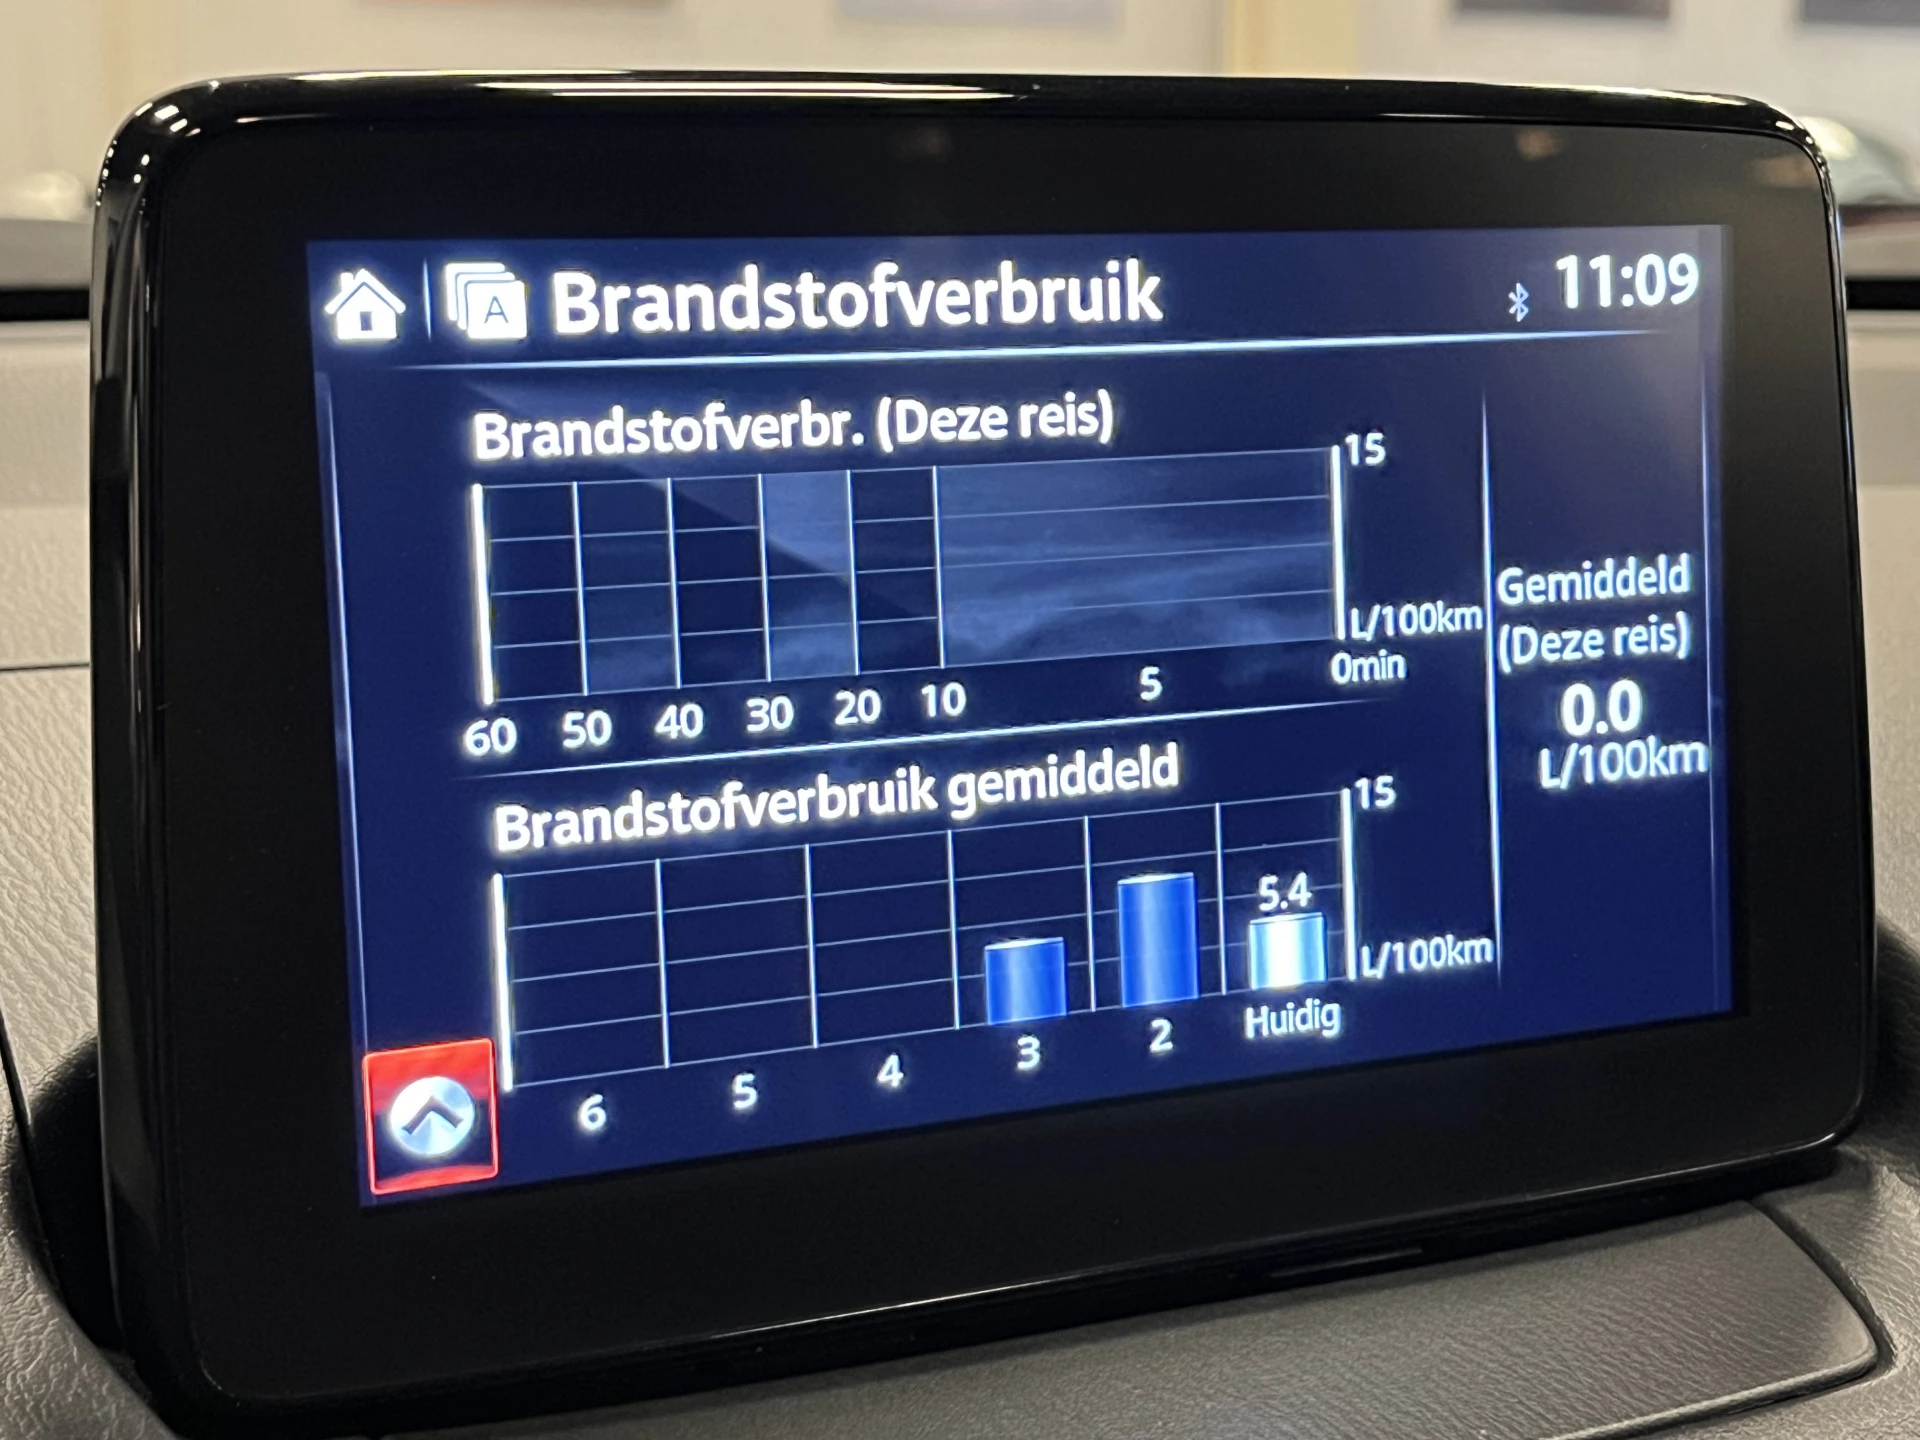 A Brandstofverbruik 11:09
Brandstofverbr. (Deze reis)
15
L/100km
0min
60 50 40 30 20 10 5
Gemiddeld
(Deze reis)
0.0
L/100km
Brandstofverbruik gemiddeld
15
5.4
L/100km
6 5 4 3 2 Huidig